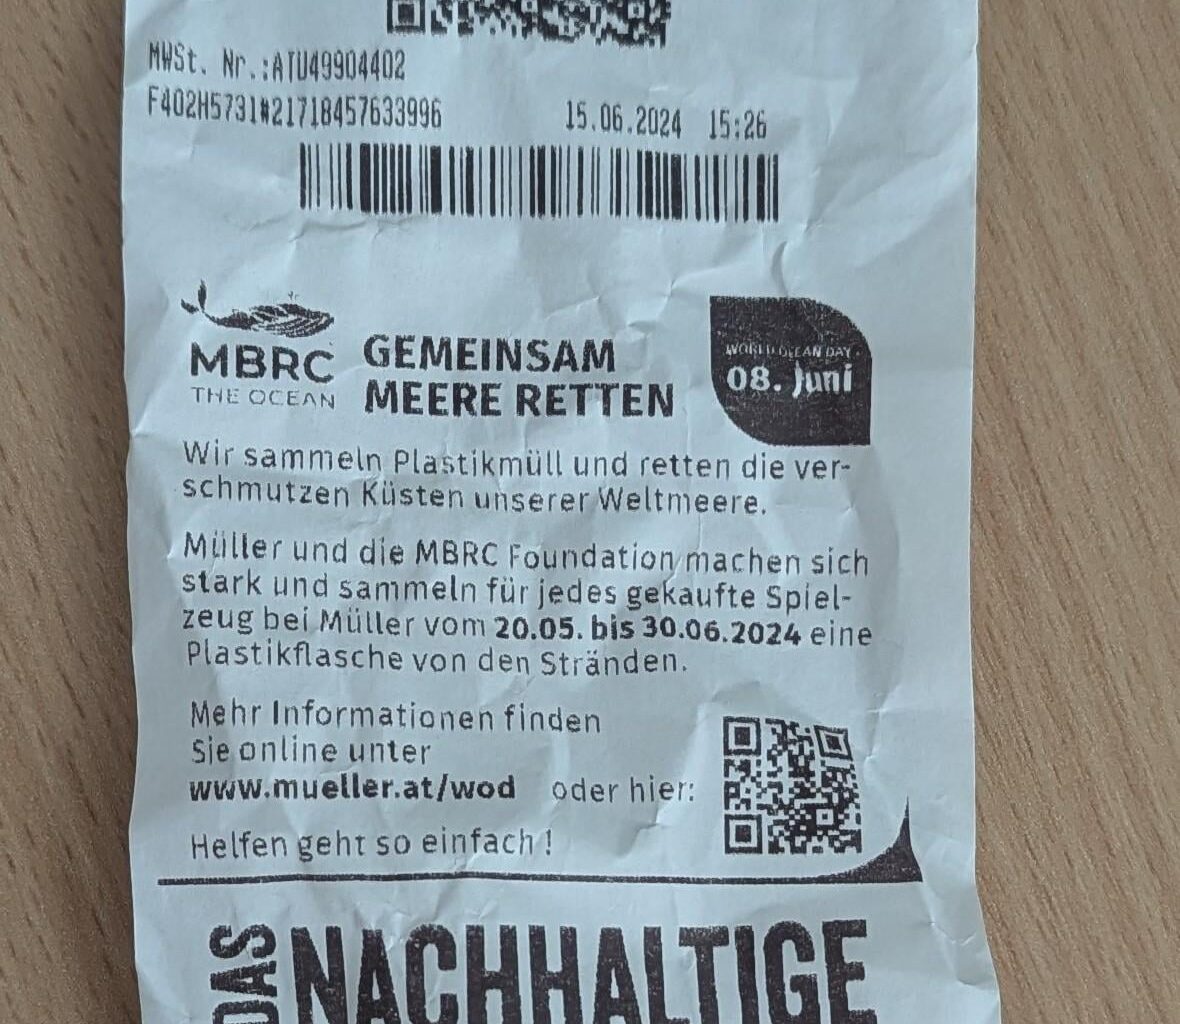 MWSt. Nr.:ATU49904402
F402H5731#21718457633996 15.06.2024 15:26
MBRC
THE OCEAN
GEMEINSAM
MEERE RETTEN
WORLD OCEAN DAY
08. Juni
Wir sammeln Plastikmüll und retten die ver-
schmutzen Küsten unserer Weltmeere.
Müller und die MBRC Foundation machen sich
stark und sammeln für jedes gekaufte Spiel-
zeug bei Müller vom 20.05. bis 30.06.2024 eine
Plastikflasche von den Stränden.
Mehr Informationen finden
Sie online unter
www.mueller.at/wod oder hier:
Helfen geht so einfach!
DAS
NACHHALTIGE